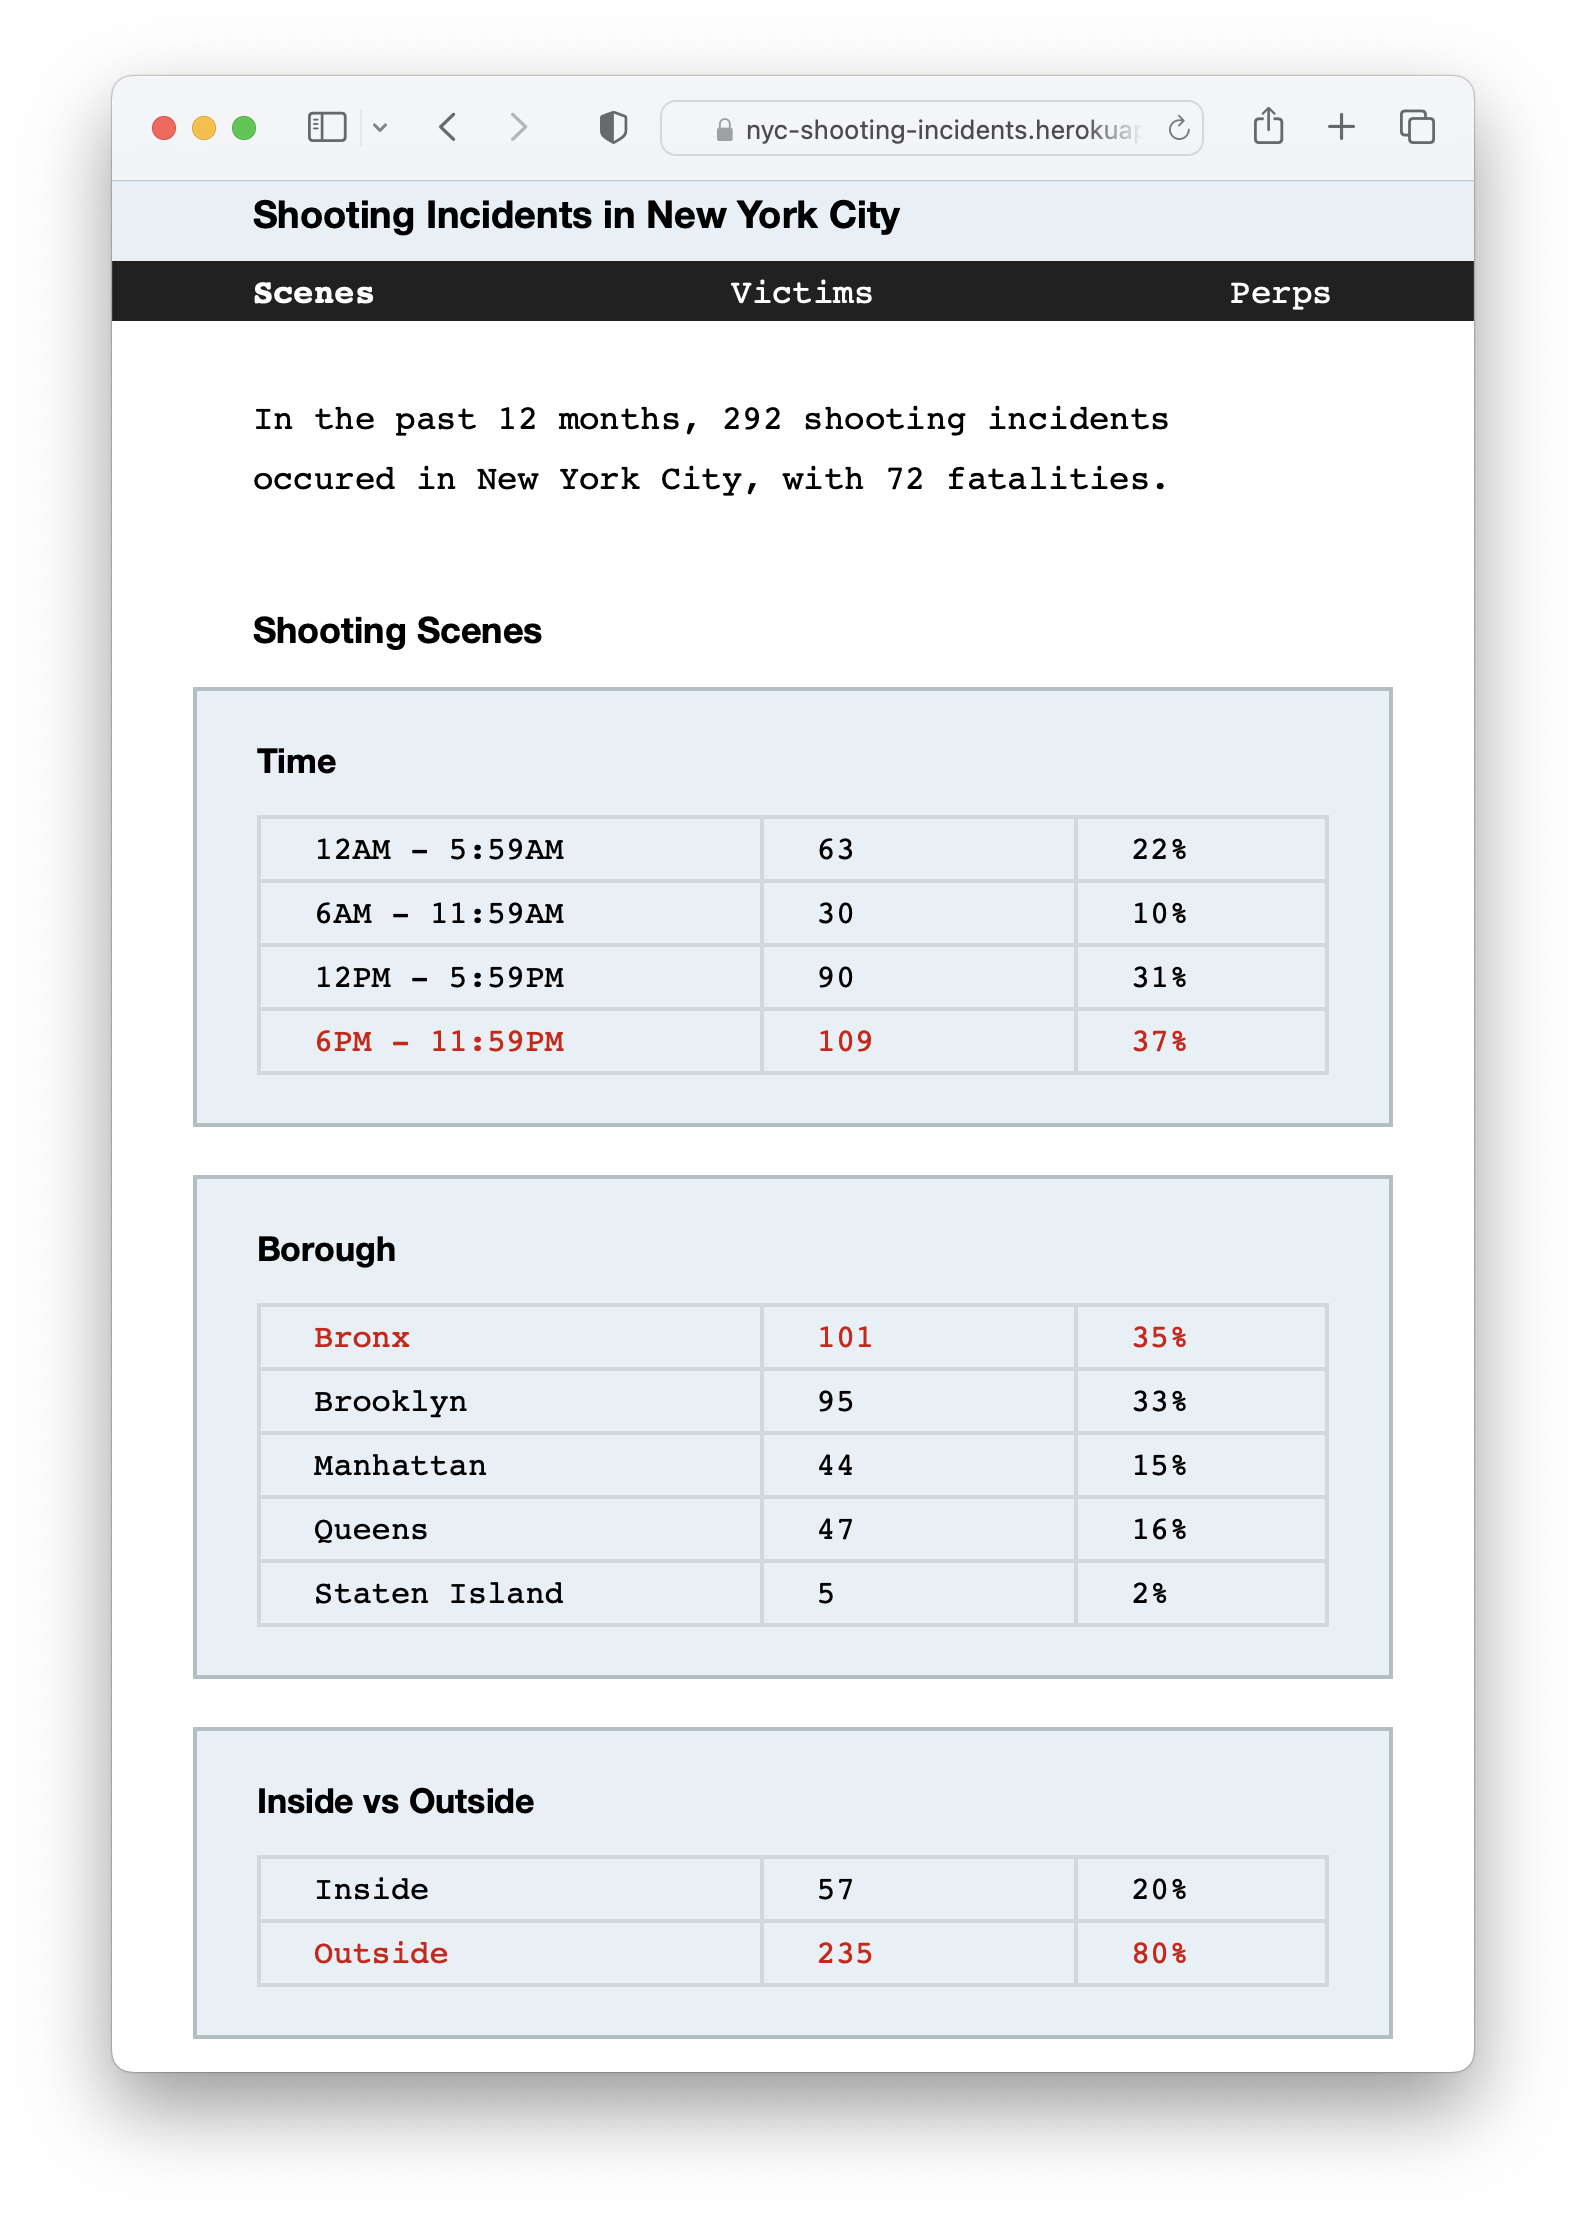 nyc-shooting-incidents.herokuap
Shooting Incidents in New York City
Scenes Victims Perps
In the past 12 months, 292 shooting incidents
occured in New York City, with 72 fatalities.
Shooting Scenes
Time
12AM – 5:59AM 63 22%
6AM – 11:59AM 30 10%
12PM – 5:59PM 90 31%
6PM – 11:59PM 109 37%
Borough
Bronx 101 35%
Brooklyn 95 33%
Manhattan 44 15%
Queens 47 16%
Staten Island 5 2%
Inside vs Outside
Inside 57 20%
Outside 235 80%